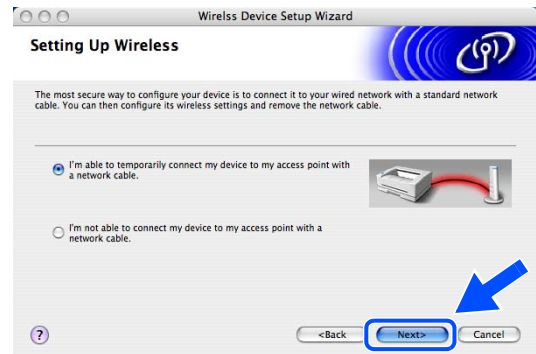 Wirelss Device Setup Wizard
Setting Up Wireless
The most secure way to configure your device is to connect it to your wired network with a standard network
cable. You can then configure its wireless settings and remove the network cable.
I'm able to temporarily connect my device to my access point with
a network cable.
I'm not able to connect my device to my access point with a
network cable.
?
<Back
Next>
Cancel